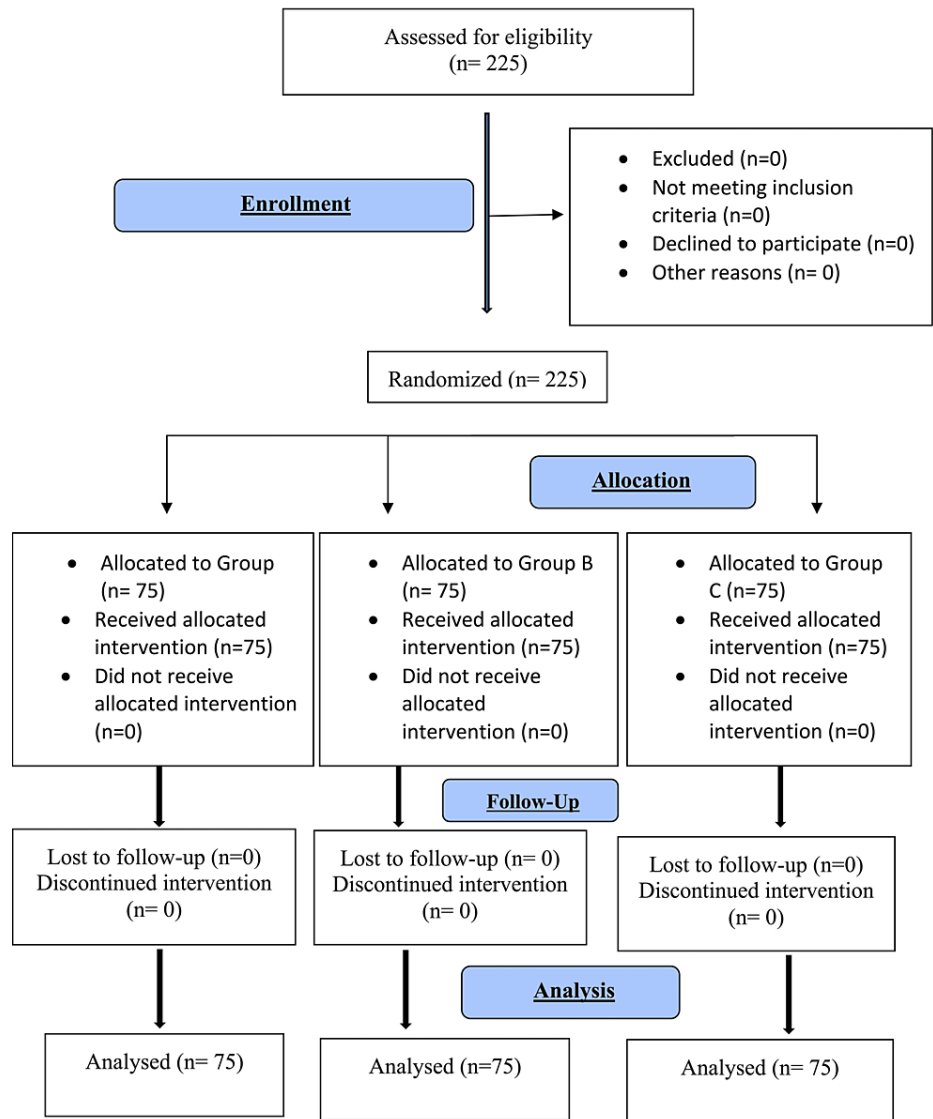 Assessed for eligibility
(n= 225)
• Excluded (n=0)
• Not meeting inclusion
criteria (n=0)
• Declined to participate (n=0)
• Other reasons (n= 0)
Enrollment
Randomized (n= 225)
Allocation
• Allocated to Group
(n= 75)
• Received allocated
intervention (n=75)
• Did not receive
allocated intervention
(n=0)
• Allocated to Group B
(n= 75)
• Received allocated
intervention (n=75)
• Did not receive
allocated
intervention (n=0)
• Allocated to Group
C (n=75)
• Received allocated
intervention (n=75)
• Did not receive
allocated
intervention (n=0)
Follow-Up
Lost to follow-up (n=0)
Discontinued intervention
(n= 0)
Lost to follow-up (n= 0)
Discontinued intervention
(n= 0)
Lost to follow-up (n=0)
Discontinued intervention
(n= 0)
Analysis
Analysed (n= 75)
Analysed (n=75)
Analysed (n= 75)